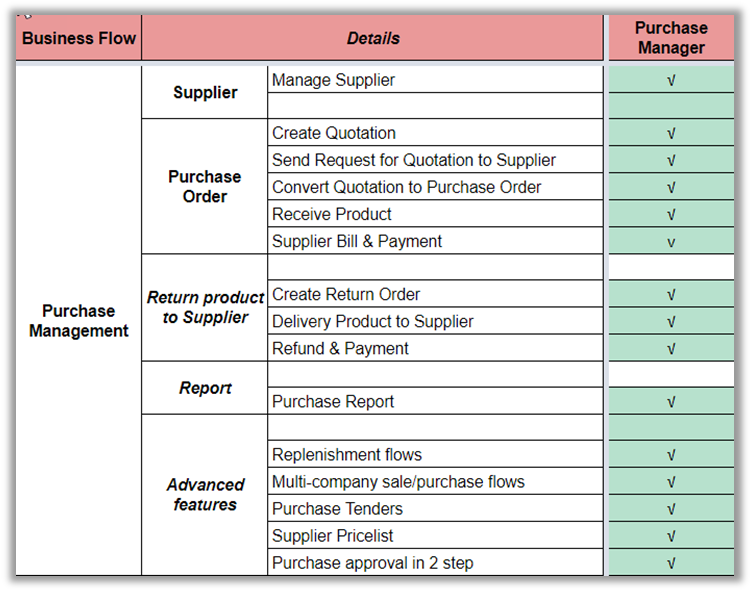 Business Flow Details Purchase Manager
Supplier
Manage Supplier √
Purchase Order
Create Quotation √
Send Request for Quotation to Supplier √
Convert Quotation to Purchase Order √
Receive Product √
Supplier Bill & Payment v
Purchase Management
Return product to Supplier
Create Return Order √
Delivery Product to Supplier √
Refund & Payment √
Report
Purchase Report √
Advanced features
Replenishment flows √
Multi-company sale/purchase flows √
Purchase Tenders √
Supplier Pricelist √
Purchase approval in 2 step √